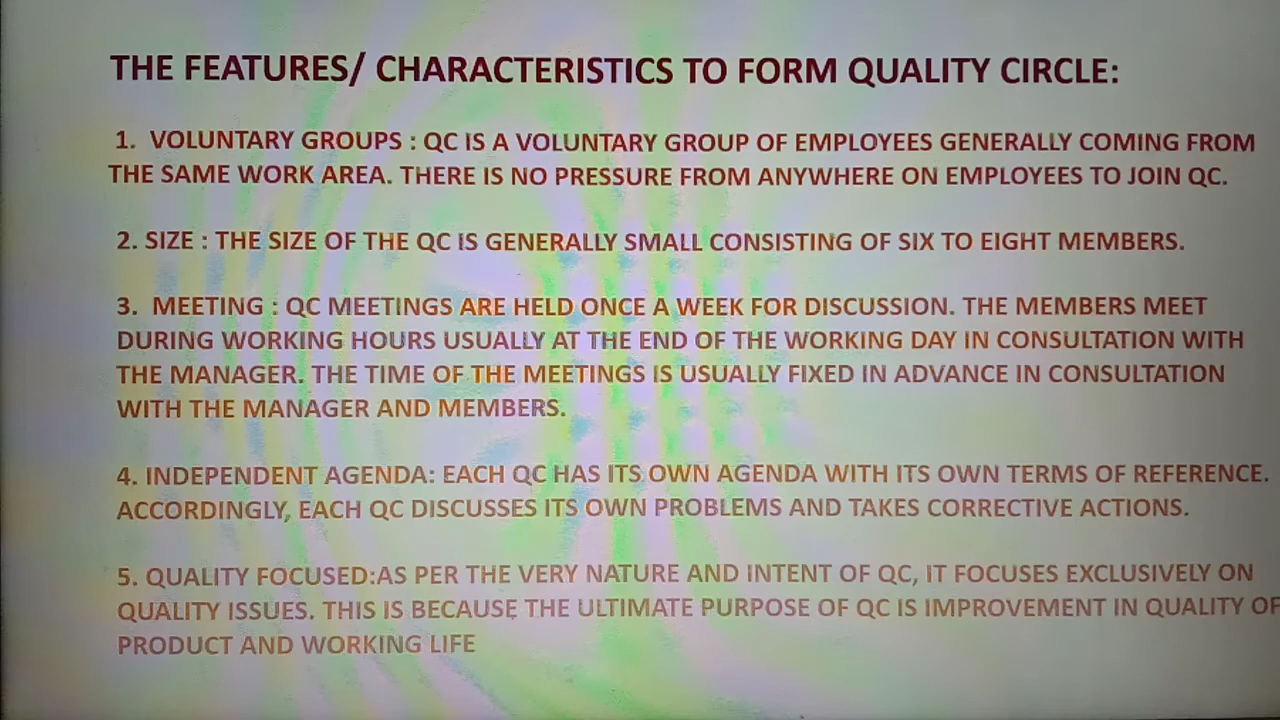 THE FEATURES/ CHARACTERISTICS TO FORM QUALITY CIRCLE:
1. VOLUNTARY GROUPS : QC IS A VOLUNTARY GROUP OF EMPLOYEES GENERALLY COMING FROM
THE SAME WORK AREA. THERE IS NO PRESSURE FROM ANYWHERE ON EMPLOYEES TO JOIN QC.
2. SIZE : THE SIZE OF THE QC IS GENERALLY SMALL CONSISTING OF SIX TO EIGHT MEMBERS.
3. MEETING : QC MEETINGS ARE HELD ONCE A WEEK FOR DISCUSSION. THE MEMBERS MEET
DURING WORKING HOURS USUALLY AT THE END OF THE WORKING DAY IN CONSULTATION WITH
THE MANAGER. THE TIME OF THE MEETINGS IS USUALLY FIXED IN ADVANCE IN CONSULTATION
WITH THE MANAGER AND MEMBERS.
4. INDEPENDENT AGENDA: EACH QC HAS ITS OWN AGENDA WITH ITS OWN TERMS OF REFERENCE.
ACCORDINGLY, EACH QC DISCUSSES ITS OWN PROBLEMS AND TAKES CORRECTIVE ACTIONS.
5. QUALITY FOCUSED:AS PER THE VERY NATURE AND INTENT OF QC, IT FOCUSES EXCLUSIVELY ON
QUALITY ISSUES. THIS IS BECAUSE THE ULTIMATE PURPOSE OF QC IS IMPROVEMENT IN QUALITY OF
PRODUCT AND WORKING LIFE